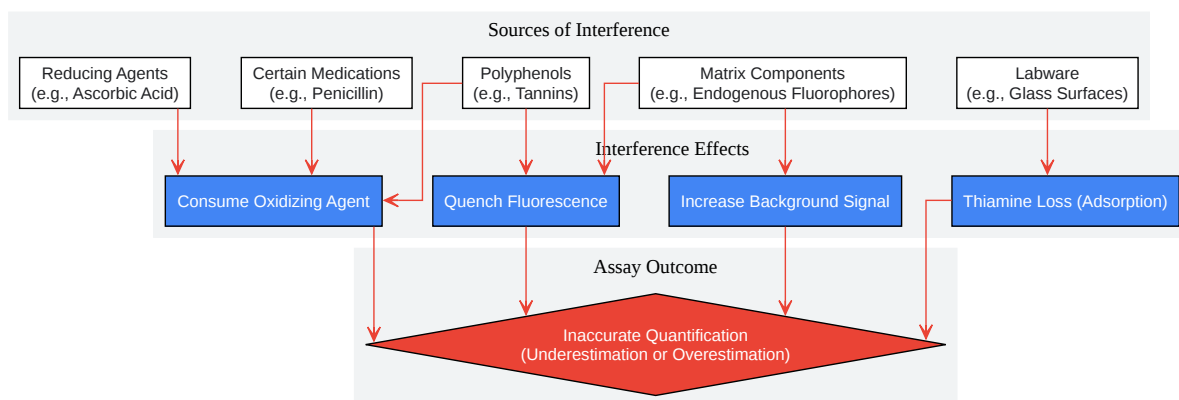 Sources of Interference
Reducing Agents
(e.g., Ascorbic Acid)
Certain Medications
(e.g., Penicillin)
Polyphenols
(e.g., Tannins)
Matrix Components
(e.g., Endogenous Fluorophores)
Labware
(e.g., Glass Surfaces)
Interference Effects
Consume Oxidizing Agent
Quench Fluorescence
Increase Background Signal
Thiamine Loss (Adsorption)
Assay Outcome
Inaccurate Quantification
(Underestimation or Overestimation)